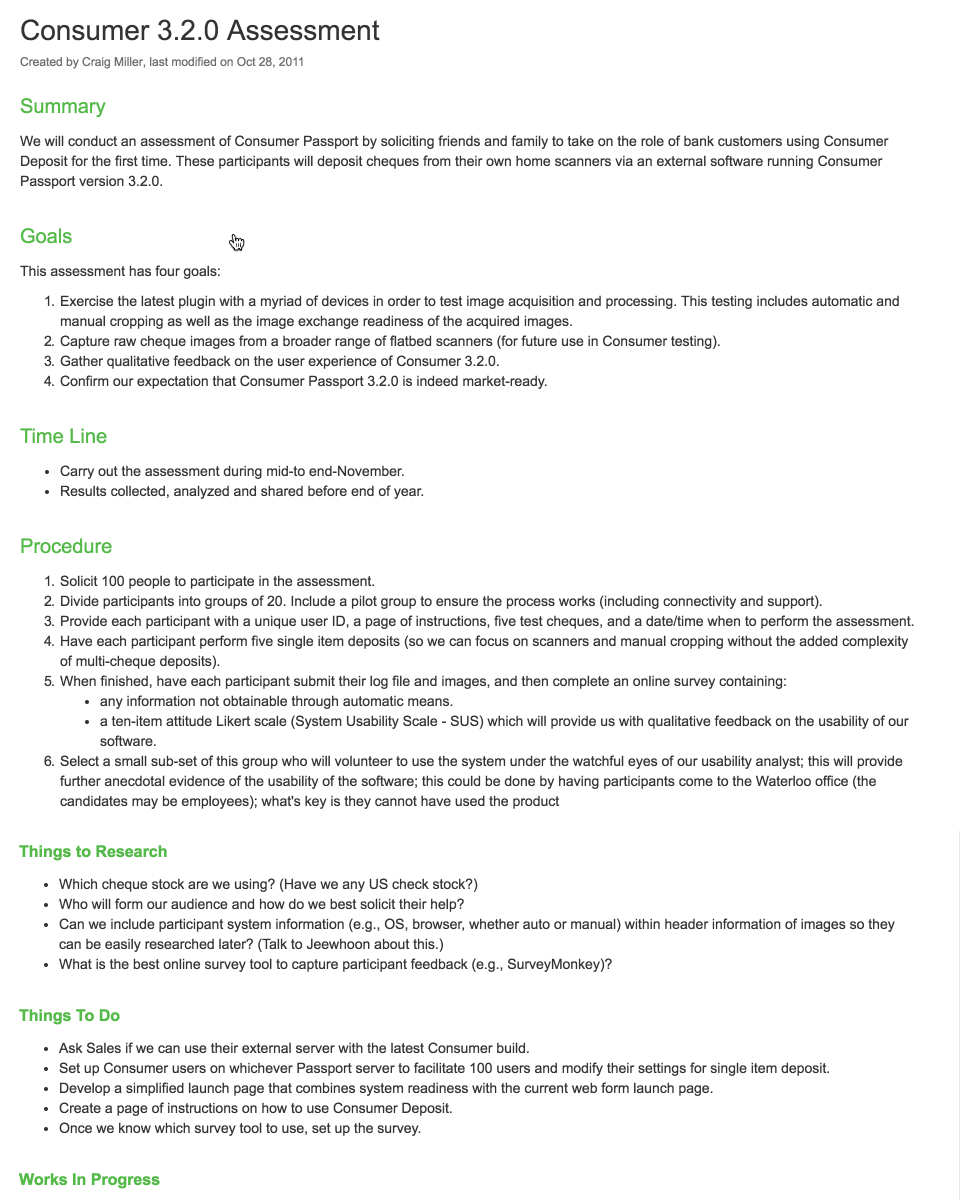 Consumer 3.2.0 Assessment
Created by Craig Miller, last modified on Oct 28, 2011
Summary
We will conduct an assessment of Consumer Passport by soliciting friends and family to take on the role of bank customers using Consumer
Deposit for the first time. These participants will deposit cheques from their own home scanners via an external software running Consumer
Passport version 3.2.0.
Goals
This assessment has four goals:
1. Exercise the latest plugin with a myriad of devices in order to test image acquisition and processing. This testing includes automatic and
manual cropping as well as the image exchange readiness of the acquired images.
2. Capture raw cheque images from a broader range of flatbed scanners (for future use in Consumer testing).
3. Gather qualitative feedback on the user experience of Consumer 3.2.0.
4. Confirm our expectation that Consumer Passport 3.2.0 is indeed market-ready.
Time Line
• Carry out the assessment during mid-to end-November.
• Results collected, analyzed and shared before end of year.
Procedure
1. Solicit 100 people to participate in the assessment.
2. Divide participants into groups of 20. Include a pilot group to ensure the process works (including connectivity and support).
3. Provide each participant with a unique user ID, a page of instructions, five test cheques, and a date/time when to perform the assessment.
4. Have each participant perform five single item deposits (so we can focus on scanners and manual cropping without the added complexity
of multi-cheque deposits).
5. When finished, have each participant submit their log file and images, and then complete an online survey containing:
• any information not obtainable through automatic means.
• a ten-item attitude Likert scale (System Usability Scale - SUS) which will provide us with qualitative feedback on the usability of our
software.
6. Select a small sub-set of this group who will volunteer to use the system under the watchful eyes of our usability analyst; this will provide
further anecdotal evidence of the usability of the software; this could be done by having participants come to the Waterloo office (the
candidates may be employees); what's key is they cannot have used the product
Things to Research
• Which cheque stock are we using? (Have we any US check stock?)
• Who will form our audience and how do we best solicit their help?
• Can we include participant system information (e.g., OS, browser, whether auto or manual) within header information of images so they
can be easily researched later? (Talk to Jeewhoon about this.)
• What is the best online survey tool to capture participant feedback (e.g., SurveyMonkey)?
Things To Do
• Ask Sales if we can use their external server with the latest Consumer build.
• Set up Consumer users on whichever Passport server to facilitate 100 users and modify their settings for single item deposit.
• Develop a simplified launch page that combines system readiness with the current web form launch page.
• Create a page of instructions on how to use Consumer Deposit.
• Once we know which survey tool to use, set up the survey.
Works In Progress